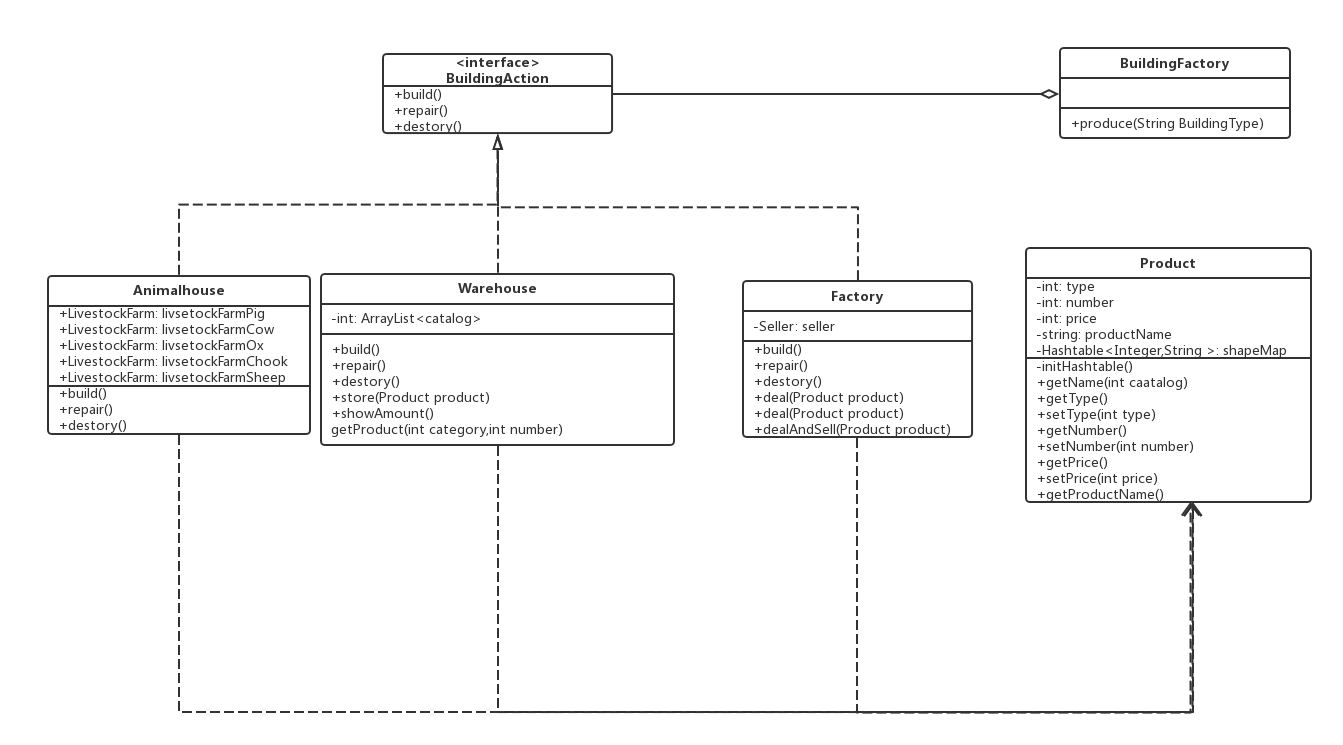 <interface>
BuildingAction
+build()
+repair()
+destory()
BuildingFactory
+produce(String BuildingType)
Animalhouse
+LivestockFarm: livsetockFarmPig
+LivestockFarm: livsetockFarmCow
+LivestockFarm: livsetockFarmOx
+LivestockFarm: livsetockFarmChook
+LivestockFarm: livsetockFarmSheep
+build()
+repair()
+destory()
Warehouse
-int: ArrayList<catalog>
+build()
+repair()
+destory()
+store(Product product)
+showAmount()
getProduct(int category,int number)
Factory
-Seller: seller
+build()
+repair()
+destory()
+deal(Product product)
+deal(Product product)
+dealAndSell(Product product)
Product
-int: type
-int: number
-int: price
-string: productName
-Hashtable<Integer,String >: shapeMap
-initHashtable()
+getName(int caatalog)
+getType()
+setType(int type)
+getNumber()
+setNumber(int number)
+getPrice()
+setPrice(int price)
+getProductName()